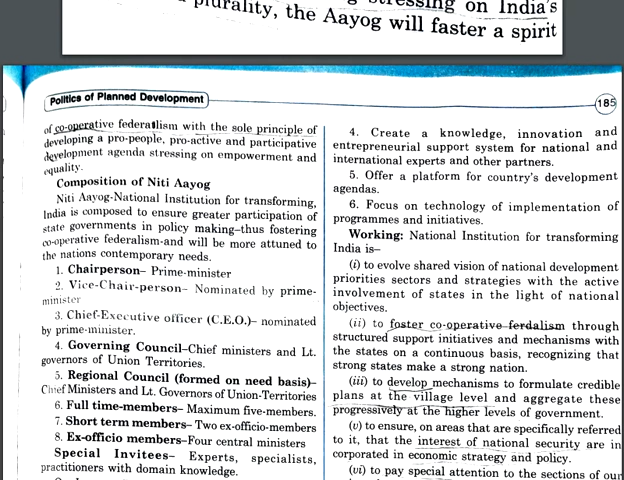 stressing on India's
plurality, the Aayog will faster a spirit
Politics of Planned Development
185
of co-operative federatlism with the sole principle of
developing a pro-people, pro-active and participative
development agenda stressing on empowerment and
equality.
Composition of Niti Aayog
Niti Aayog-National Institution for transforming,
India is composed to ensure greater participation of
state governments in policy making–thus fostering
co-operative federalism-and will be more attuned to
the nations contemporary needs.
1. Chairperson– Prime-minister
2. Vice-Chair-person– Nominated by prime-
minister
3. Chief-Executive officer (C.E.O.)– nominated
by prime-minister.
4. Governing Council–Chief ministers and Lt.
governors of Union Territories.
5. Regional Council (formed on need basis)–
Chief Ministers and Lt. Governors of Union-Territories
6. Full time-members– Maximum five-members.
7. Short term members– Two ex-officio-members
8. Ex-officio members–Four central ministers
Special Invitees– Experts, specialists,
practitioners with domain knowledge.
4. Create a knowledge, innovation and
entrepreneurial support system for national and
international experts and other partners.
5. Offer a platform for country's development
agendas.
6. Focus on technology of implementation of
programmes and initiatives.
Working: National Institution for transforming
India is–
(i) to evolve shared vision of national development
priorities sectors and strategies with the active
involvement of states in the light of national
objectives.
(ii) to foster co-operative-ferdalism through
structured support initiatives and mechanisms with
the states on a continuous basis, recognizing that
strong states make a strong nation.
(iii) to develop mechanisms to formulate credible
plans at the village level and aggregate these
progressively at the higher levels of government.
(v) to ensure, on areas that are specifically referred
to it, that the interest of national security are in
corporated in economic strategy and policy.
(vi) to pay special attention to the sections of our